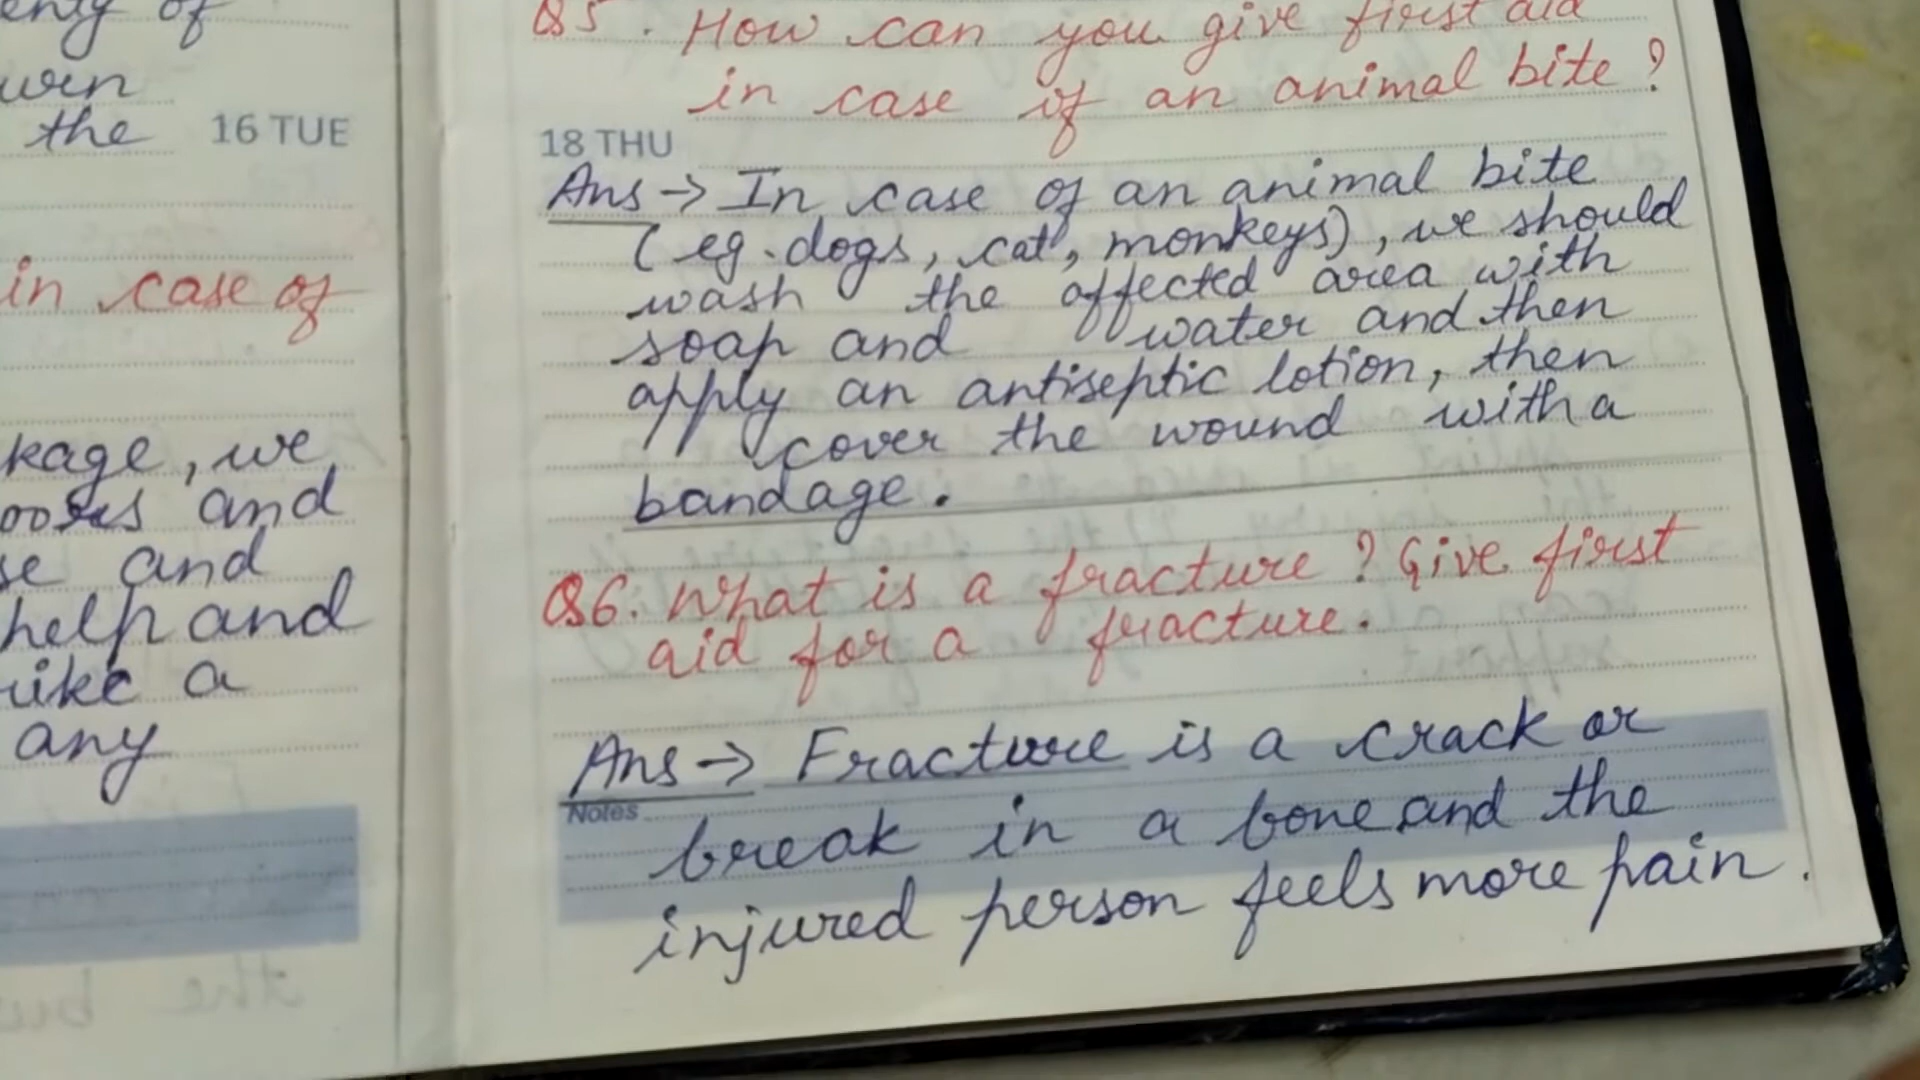 urn
the
16 TUE
in case of
kage, we
and
se and
help and
a
any
Q5. How can you give first aid
in case of an animal bite?
18 THU
Ans → In case of an animal bite
(eg. dogs, cat, monkeys), we should
wash the affected area with
soap and water and then
apply an antiseptic lotion, then
cover the wound with a
bandage.
Q6. What is a fracture? Give first
aid for a fracture.
Ans → Fracture is a crack or
Notes
break in a bone and the
injured person feels more pain.